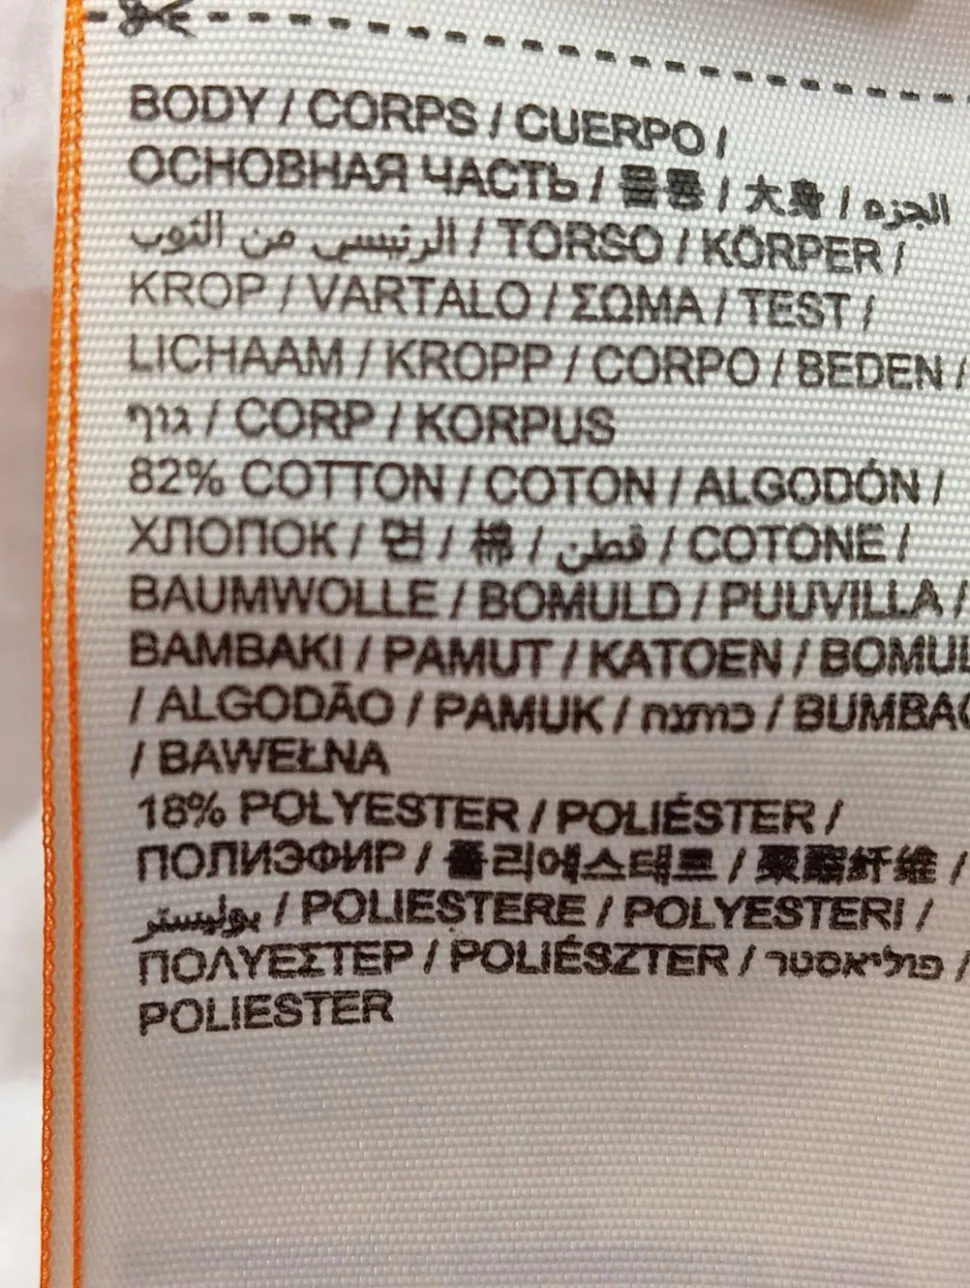 BODY / CORPS / CUERPO /
ОСНОВНАЯ ЧАСТЬ / 몸통 / 大身 / الجزء
الرئيسي من الثوب / TORSO / KÖRPER /
KROP / VARTALO / ΣΩΜΑ / TEST /
LICHAAM / KROPP / CORPO / BEDEN /
גוף / CORP / KORPUS
82% COTTON / COTON / ALGODÓN /
ХЛОПОК / 면 / 棉 / قطن / COTONE /
BAUMWOLLE / BOMULD / PUUVILLA /
BAMBAKI / PAMUT / KATOEN / BOMUL
/ ALGODÃO / PAMUK / כותנה / BUMBAC
/ BAWEŁNA
18% POLYESTER / POLIÉSTER /
ПОЛИЭФИР / 폴리에스테르 / 聚酯纤维 /
بوليستر / POLIESTERE / POLYESTERI /
ΠΟΛΥΕΣΤΕΡ / POLIÉSZTER / פוליאסטר /
POLIESTER